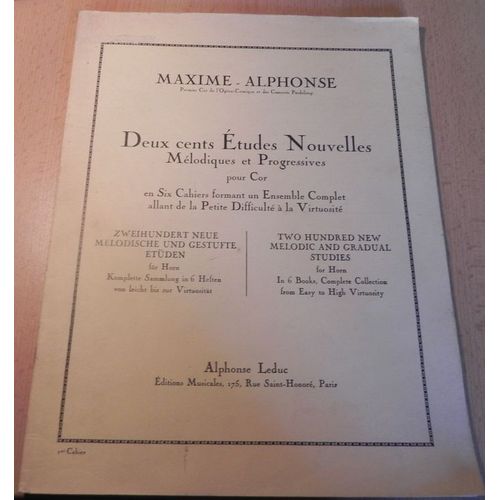 MAXIME - ALPHONSE
Premier Cor de l'Opéra-Comique et des Concerts Pasdeloup
Deux cents Études Nouvelles
Mélodiques et Progressives
pour Cor
en Six Cahiers formant un Ensemble Complet
allant de la Petite Difficulté à la Virtuosité
ZWEIHUNDERT NEUE
MELODISCHE UND GESTUFTE
ETÜDEN
für Horn
Komplette Sammlung in 6 Heften
von leicht bis zur Virtuosität
TWO HUNDRED NEW
MELODIC AND GRADUAL
STUDIES
for Horn
In 6 Books, Complete Collection
from Easy to High Virtuosity
Alphonse Leduc
Éditions Musicales, 175, Rue Saint-Honoré, Paris
1er Cahier